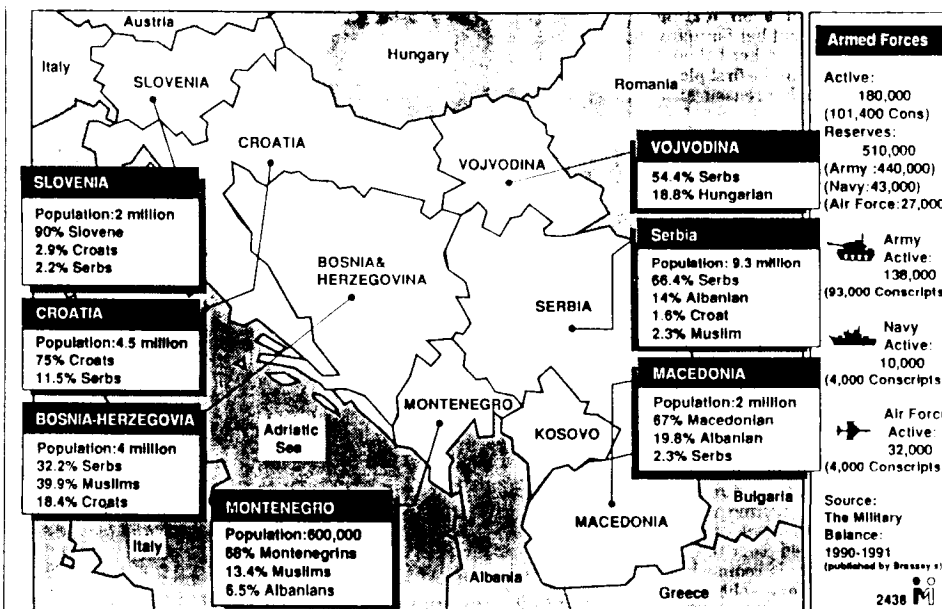 Austria
Hungary
Italy
SLOVENIA
Romania
CROATIA
VOJVODINA
BOSNIA&
HERZEGOVINA
SERBIA
MONTENEGRO
KOSOVO
Adriatic
Sea
MACEDONIA
Bulgaria
Italy
Albania
Greece
SLOVENIA
Population:2 million
90% Slovene
2.9% Croats
2.2% Serbs
CROATIA
Population:4.5 million
75% Croats
11.5% Serbs
BOSNIA-HERZEGOVIA
Population:4 million
32.2% Serbs
39.9% Muslims
18.4% Croats
MONTENEGRO
Population:600,000
68% Montenegrins
13.4% Muslims
6.5% Albanians
VOJVODINA
54.4% Serbs
18.8% Hungarian
Serbia
Population: 9.3 million
66.4% Serbs
14% Albanian
1.6% Croat
2.3% Muslim
MACEDONIA
Population:2 million
67% Macedonian
19.8% Albanian
2.3% Serbs
Armed Forces
Active:
180,000
(101,400 Cons)
Reserves:
510,000
(Army :440,000)
(Navy:43,000)
(Air Force:27,000
Army
Active:
138,000
(93,000 Conscripts
Navy
Active:
10,000
(4,000 Conscripts
Air Forc
Active:
32,000
(4,000 Conscripts
Source:
The Military
Balance:
1990-1991
(published by
2436